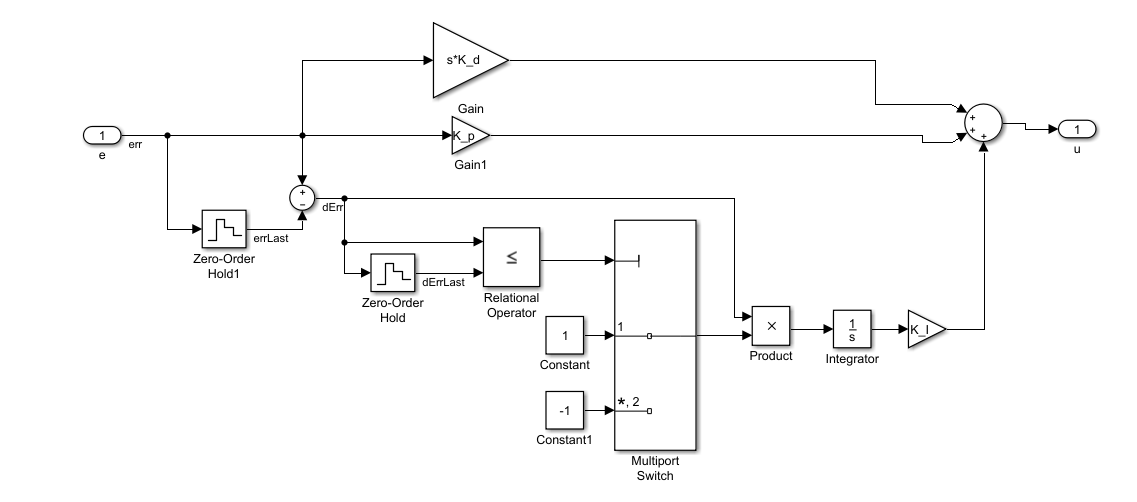 s*K_d
Gain
1
e
err
K_p
Gain1
+
+
+
1
u
+
−
dErr
errLast
Zero-Order
Hold1
≤
dErrLast
Relational
Operator
Zero-Order
Hold
1
Constant
1
×
Product
1
s
Integrator
K_I
-1
Constant1
*, 2
Multiport
Switch